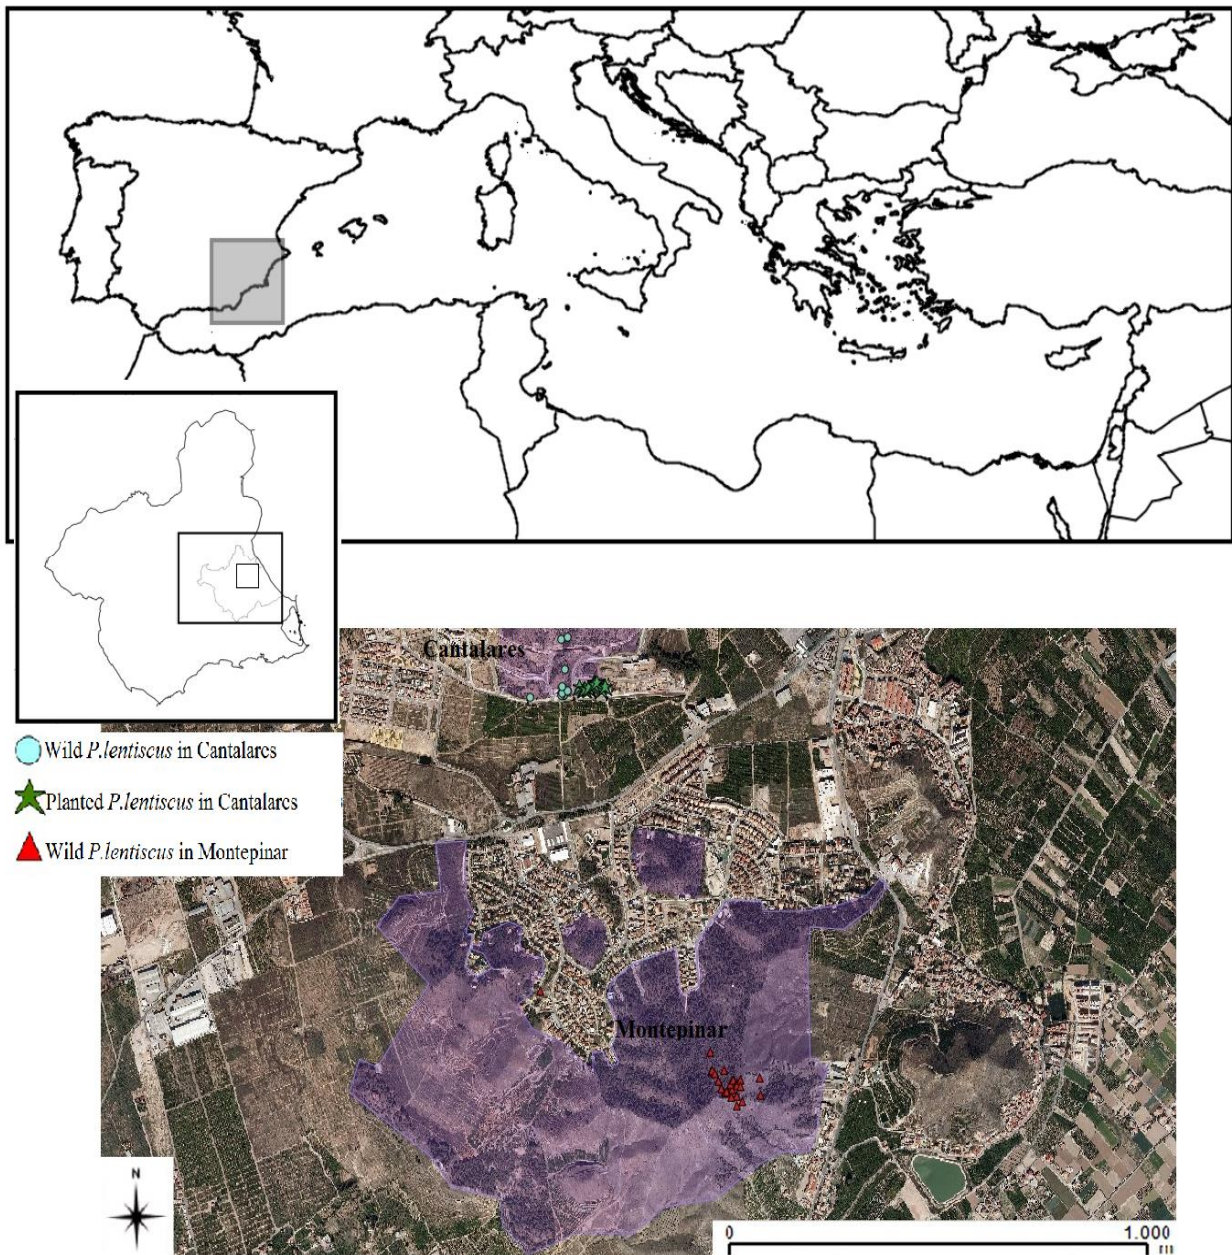 Cantalares
Wild P.lentiscus in Cantalares
Planted P.lentiscus in Cantalares
Wild P.lentiscus in Montepinar
Montepinar
N
0 1.000
m